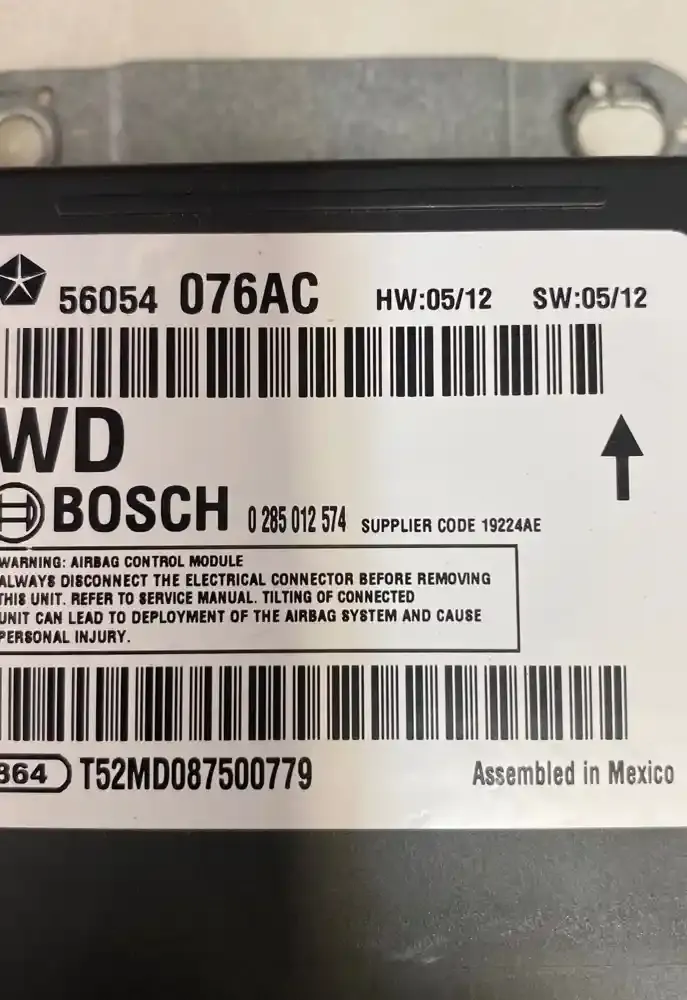 56054 076AC HW:05/12 SW:05/12
WD
BOSCH 0 285 012 574 SUPPLIER CODE 19224AE
WARNING: AIRBAG CONTROL MODULE
ALWAYS DISCONNECT THE ELECTRICAL CONNECTOR BEFORE REMOVING
THIS UNIT. REFER TO SERVICE MANUAL. TILTING OF CONNECTED
UNIT CAN LEAD TO DEPLOYMENT OF THE AIRBAG SYSTEM AND CAUSE
PERSONAL INJURY.
864 T52MD087500779 Assembled in Mexico